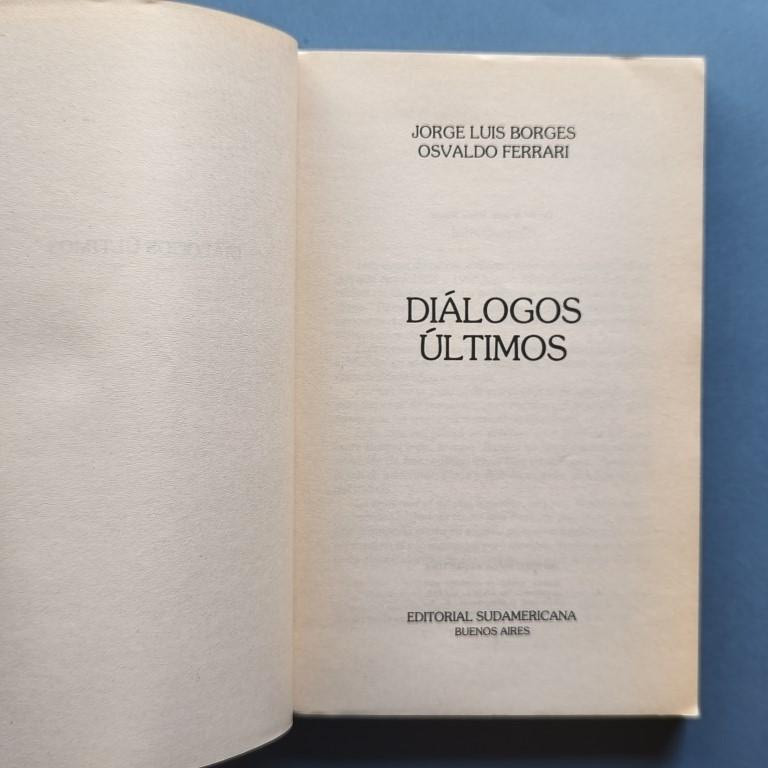 JORGE LUIS BORGES
OSVALDO FERRARI
DIÁLOGOS
ÚLTIMOS
EDITORIAL SUDAMERICANA
BUENOS AIRES